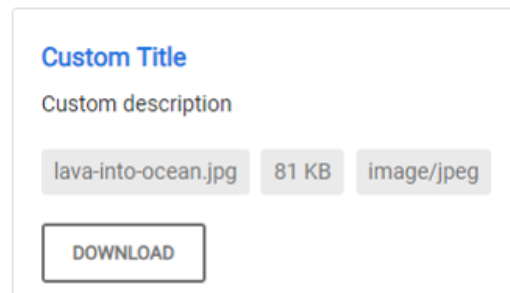 Custom Title
Custom description
lava-into-ocean.jpg 81 KB image/jpeg
DOWNLOAD